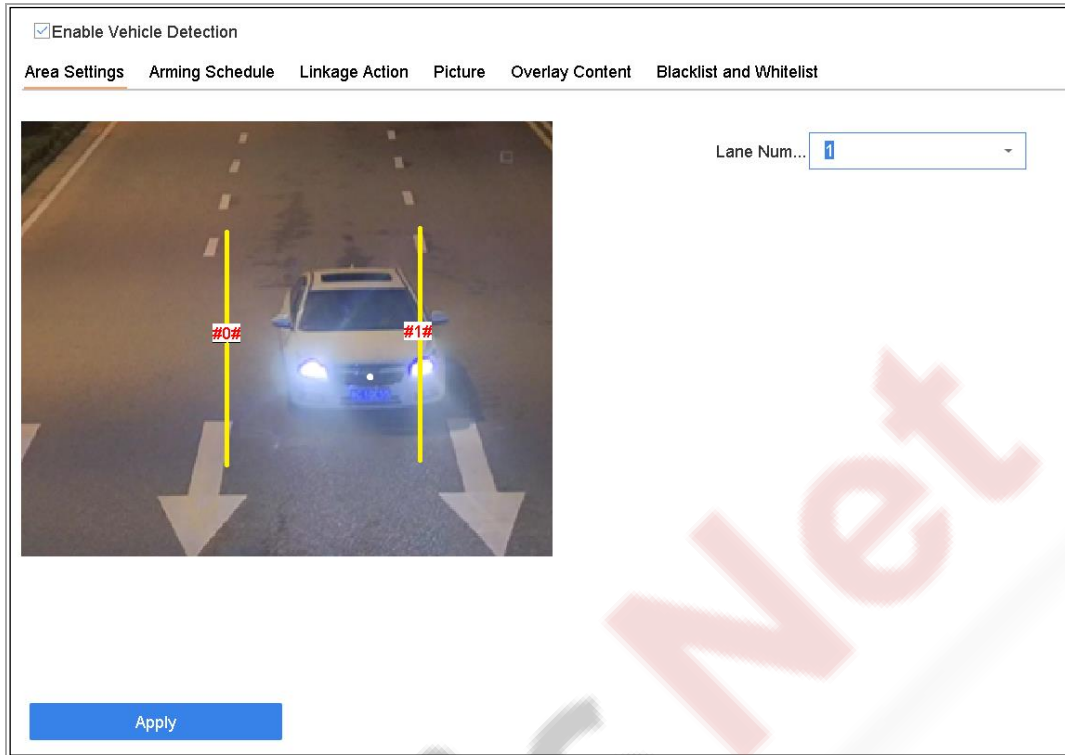 Enable Vehicle Detection
Area Settings Arming Schedule Linkage Action Picture Overlay Content Blacklist and Whitelist
Lane Num... 1
#0# #1#
Apply
Net